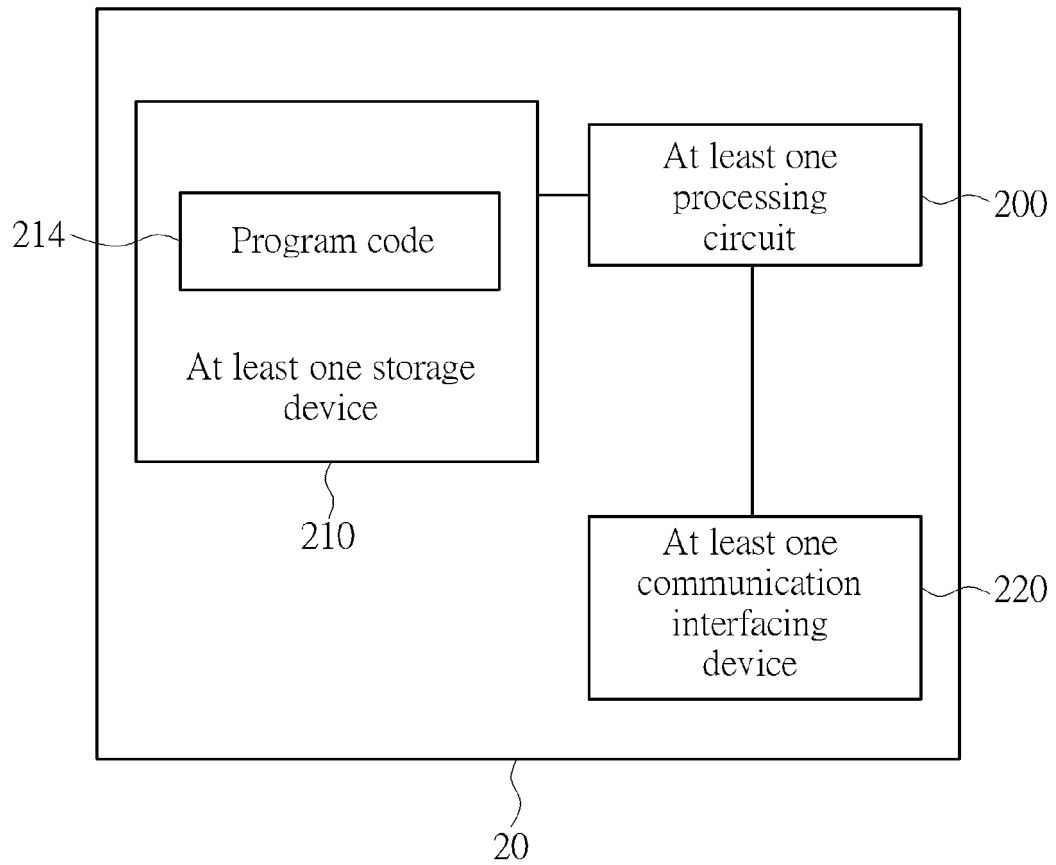 At least one
processing
circuit
200
214
Program code
At least one storage
device
210
At least one
communication
interfacing
device
220
20